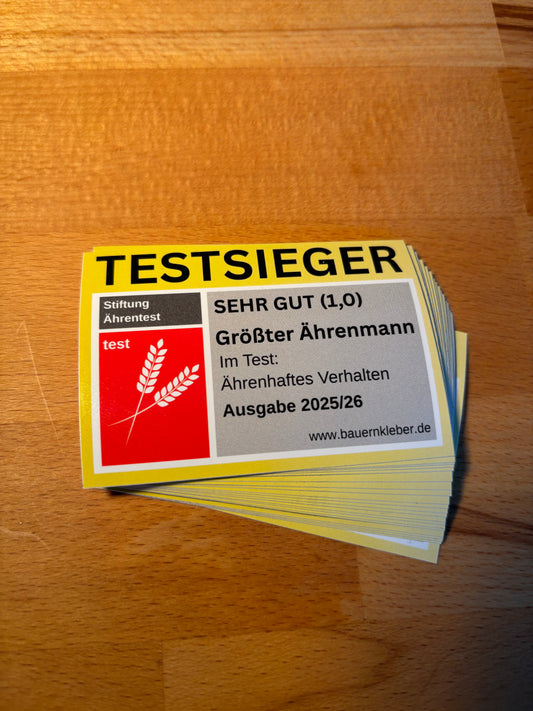 TESTSIEGER
Stiftung
Ährentest
test
SEHR GUT (1,0)
Größter Ährenmann
Im Test:
Ährenhaftes Verhalten
Ausgabe 2025/26
www.bauernkleber.de